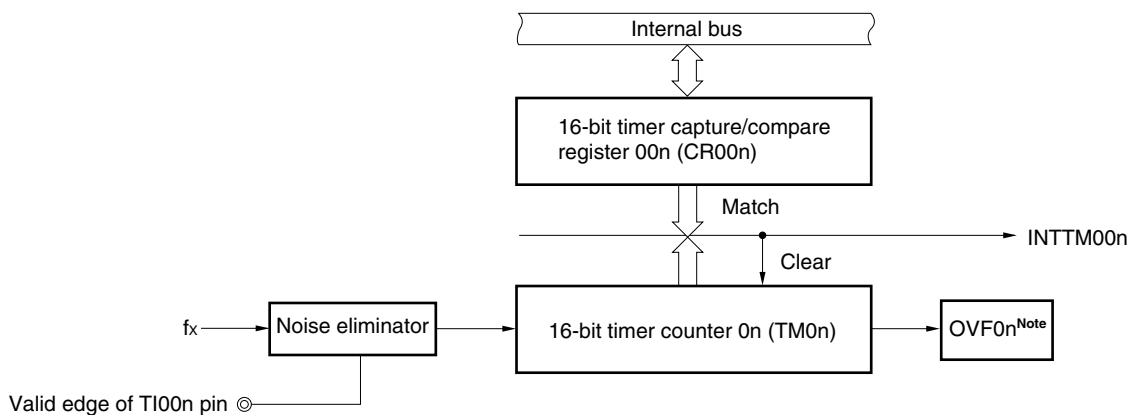 Internal bus
16-bit timer capture/compare
register 00n (CR00n)
Match
INTTM00n
Clear
fx
Noise eliminator
16-bit timer counter 0n (TM0n)
OVF0nNote
Valid edge of TI00n pin